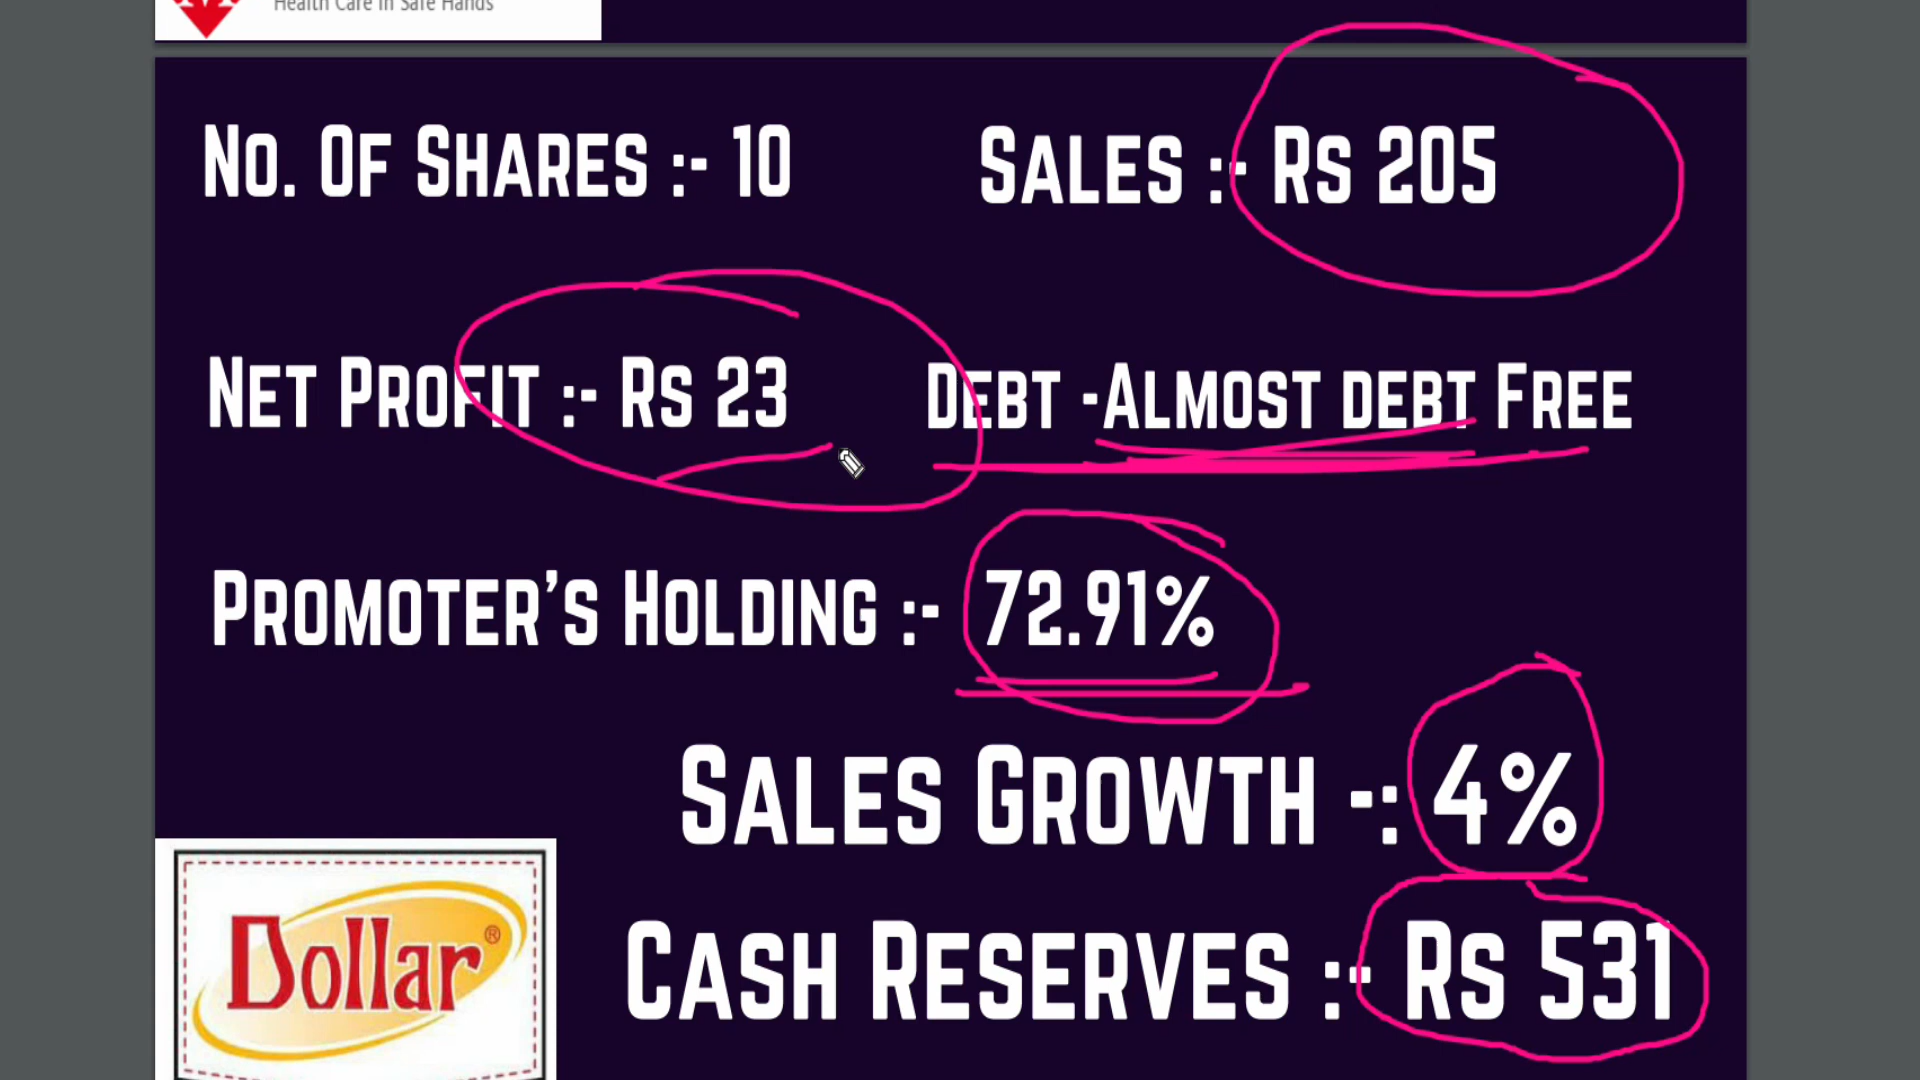 Health Care in Safe Hands
No. Of Shares :- 10
Sales :- Rs 205
Net Profit :- Rs 23
Debt -Almost debt Free
Promoter's Holding :- 72.91%
Sales Growth -: 4%
Cash Reserves :- Rs 531
Dollar®